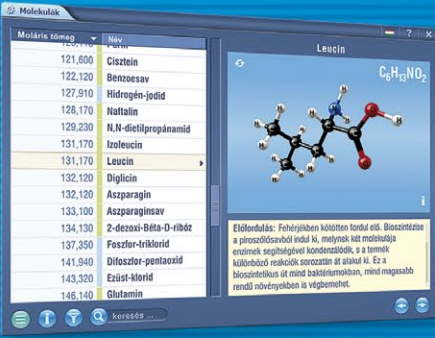 Molekulák
? X
Moláris tömeg Név
121,600 Cisztein
122,120 Benzoesav
127,910 Hidrogén-jodid
128,170 Naftalin
129,230 N,N-dietilpropánamid
131,170 Izoleucin
131,170 Leucin
132,120 Diglicin
132,120 Aszparagin
133,100 Aszparaginsav
134,130 2-dezoxi-Béta-D-ribóz
137,350 Foszfor-triklorid
141,940 Difoszfor-pentaoxid
143,320 Ezüst-klorid
146,140 Glutamin
keresés ...
Leucin
C₆H₁₃NO₂
H H H H H H H H
N
O
O
i
Előfordulás: Fehérjékben kötötten fordul elő. Bioszintézise
a piroszőlősavból indul ki, melynek két molekulája
enzimek segítségével kondenzálódik, s a termék
különböző reakciók sorozatán át alakul ki. Ez a
bioszintetikus út mind baktériumokban, mind magasabb
rendű növényekben is végbemehet.